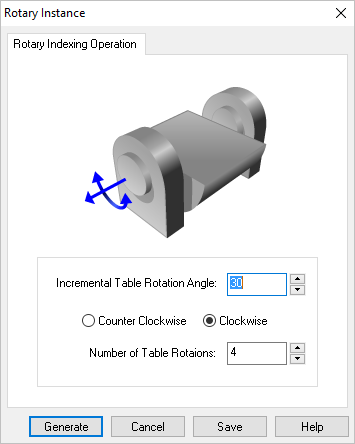 Rotary Instance
Rotary Indexing Operation
Incremental Table Rotation Angle: 30
Counter Clockwise Clockwise
Number of Table Rotaions: 4
Generate Cancel Save Help